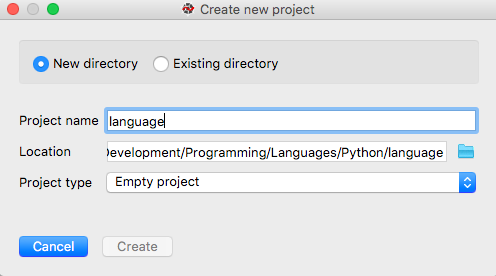 Create new project
New directory Existing directory
Project name language
Location Development/Programming/Languages/Python/language
Project type Empty project
Cancel Create